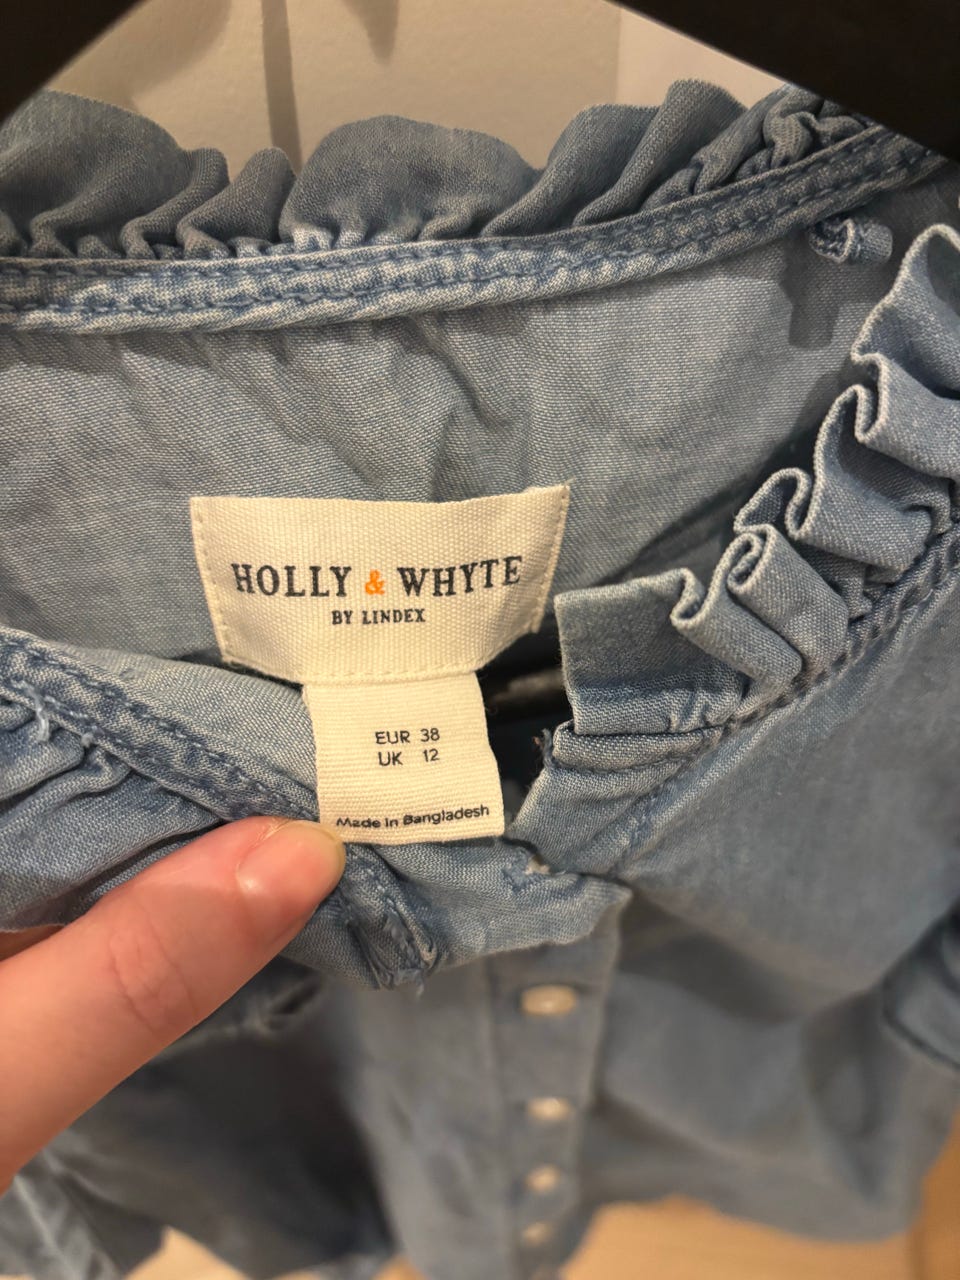 HOLLY & WHYTE
BY LINDEX
EUR 38
UK 12
Made In Bangladesh